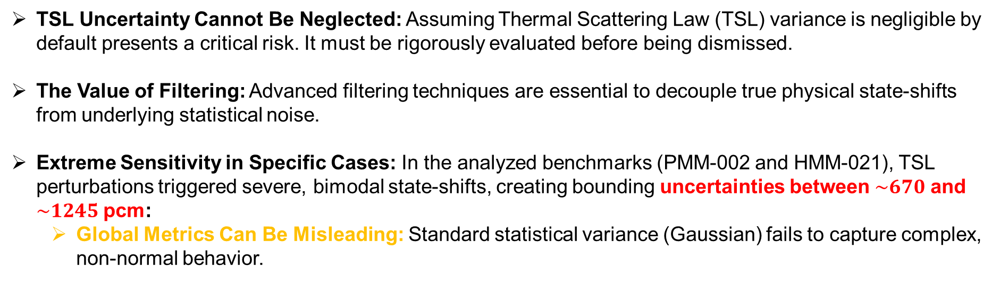 ➢ TSL Uncertainty Cannot Be Neglected: Assuming Thermal Scattering Law (TSL) variance is negligible by
default presents a critical risk. It must be rigorously evaluated before being dismissed.
➢ The Value of Filtering: Advanced filtering techniques are essential to decouple true physical state-shifts
from underlying statistical noise.
➢ Extreme Sensitivity in Specific Cases: In the analyzed benchmarks (PMM-002 and HMM-021), TSL
perturbations triggered severe, bimodal state-shifts, creating bounding uncertainties between ~670 and
~1245 pcm:
➢ Global Metrics Can Be Misleading: Standard statistical variance (Gaussian) fails to capture complex,
non-normal behavior.